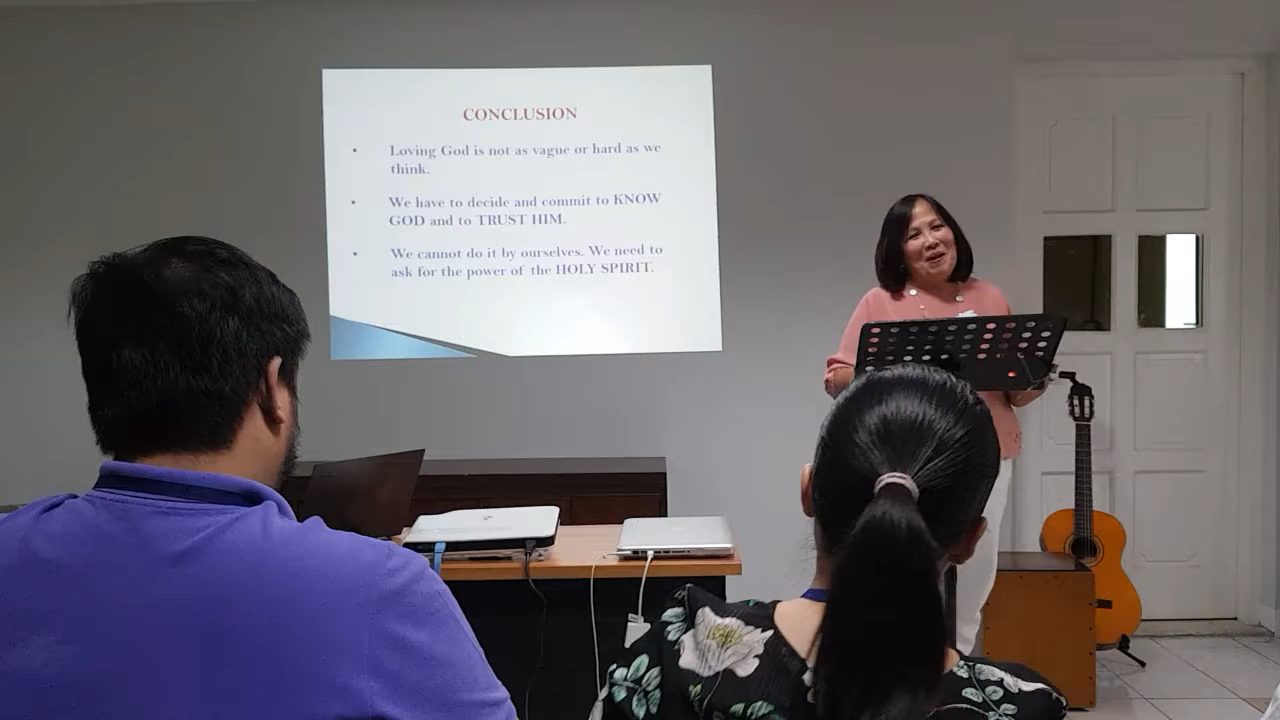 CONCLUSION
• Loving God is not as vague or hard as we
think.
• We have to decide and commit to KNOW
GOD and to TRUST HIM.
• We cannot do it by ourselves. We need to
ask for the power of the HOLY SPIRIT.